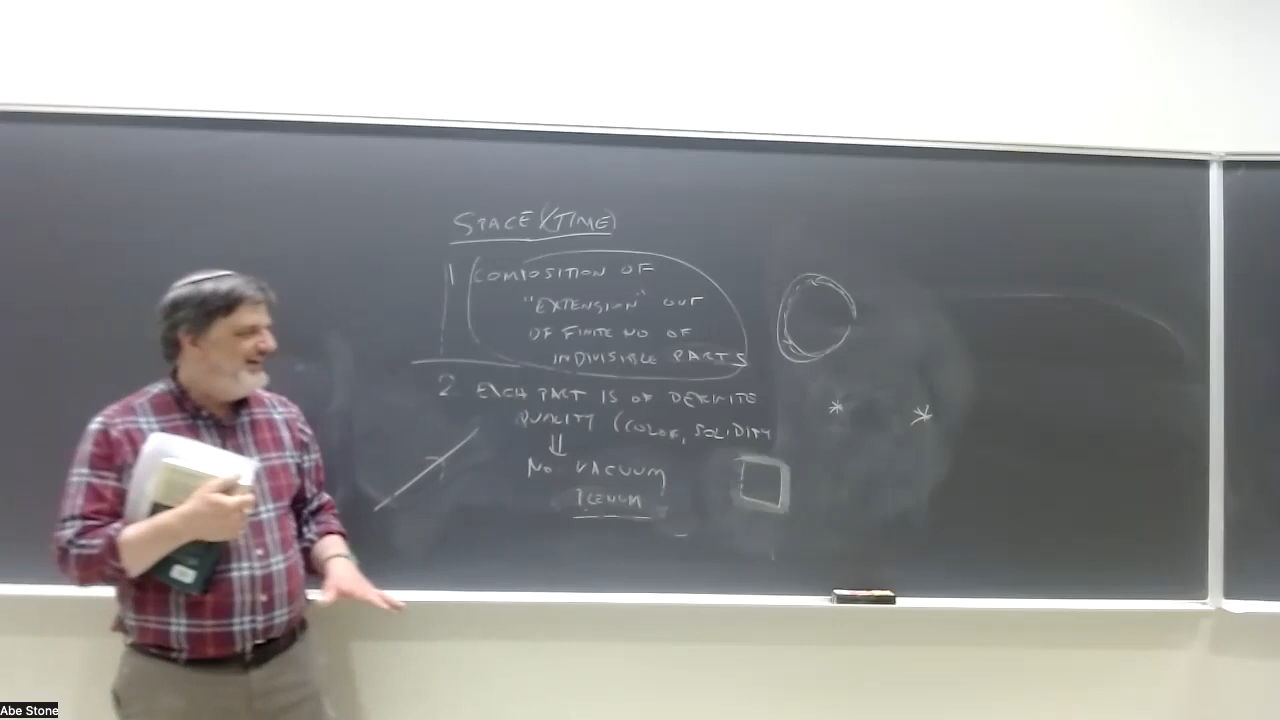 SPACE (TIME)
1 COMPOSITION OF
"EXTENSION" OUT
OF FINITE NO OF
INDIVISIBLE PARTS
2 EACH PART IS OF DEFINITE
QUALITY (COLOR, SOLIDITY
⇓
NO VACUUM
PLENUM
Abe Stone